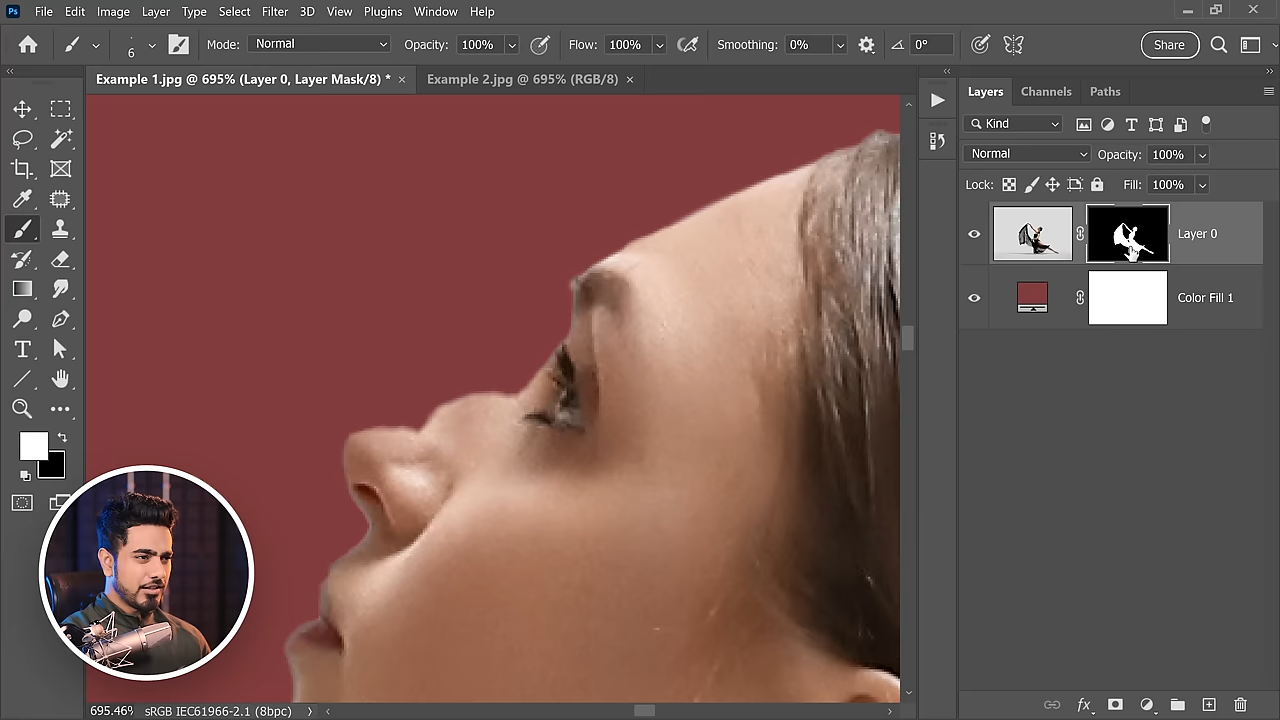 Ps File Edit Image Layer Type Select Filter 3D View Plugins Window Help
6 Mode: Normal Opacity: 100% Flow: 100% Smoothing: 0% 0° Share
Example 1.jpg @ 695% (Layer 0, Layer Mask/8) * × Example 2.jpg @ 695% (RGB/8) ×
Layers Channels Paths
Kind
Normal Opacity: 100%
Lock: Fill: 100%
Layer 0
Color Fill 1
fx
695.46% sRGB IEC61966-2.1 (8bpc)